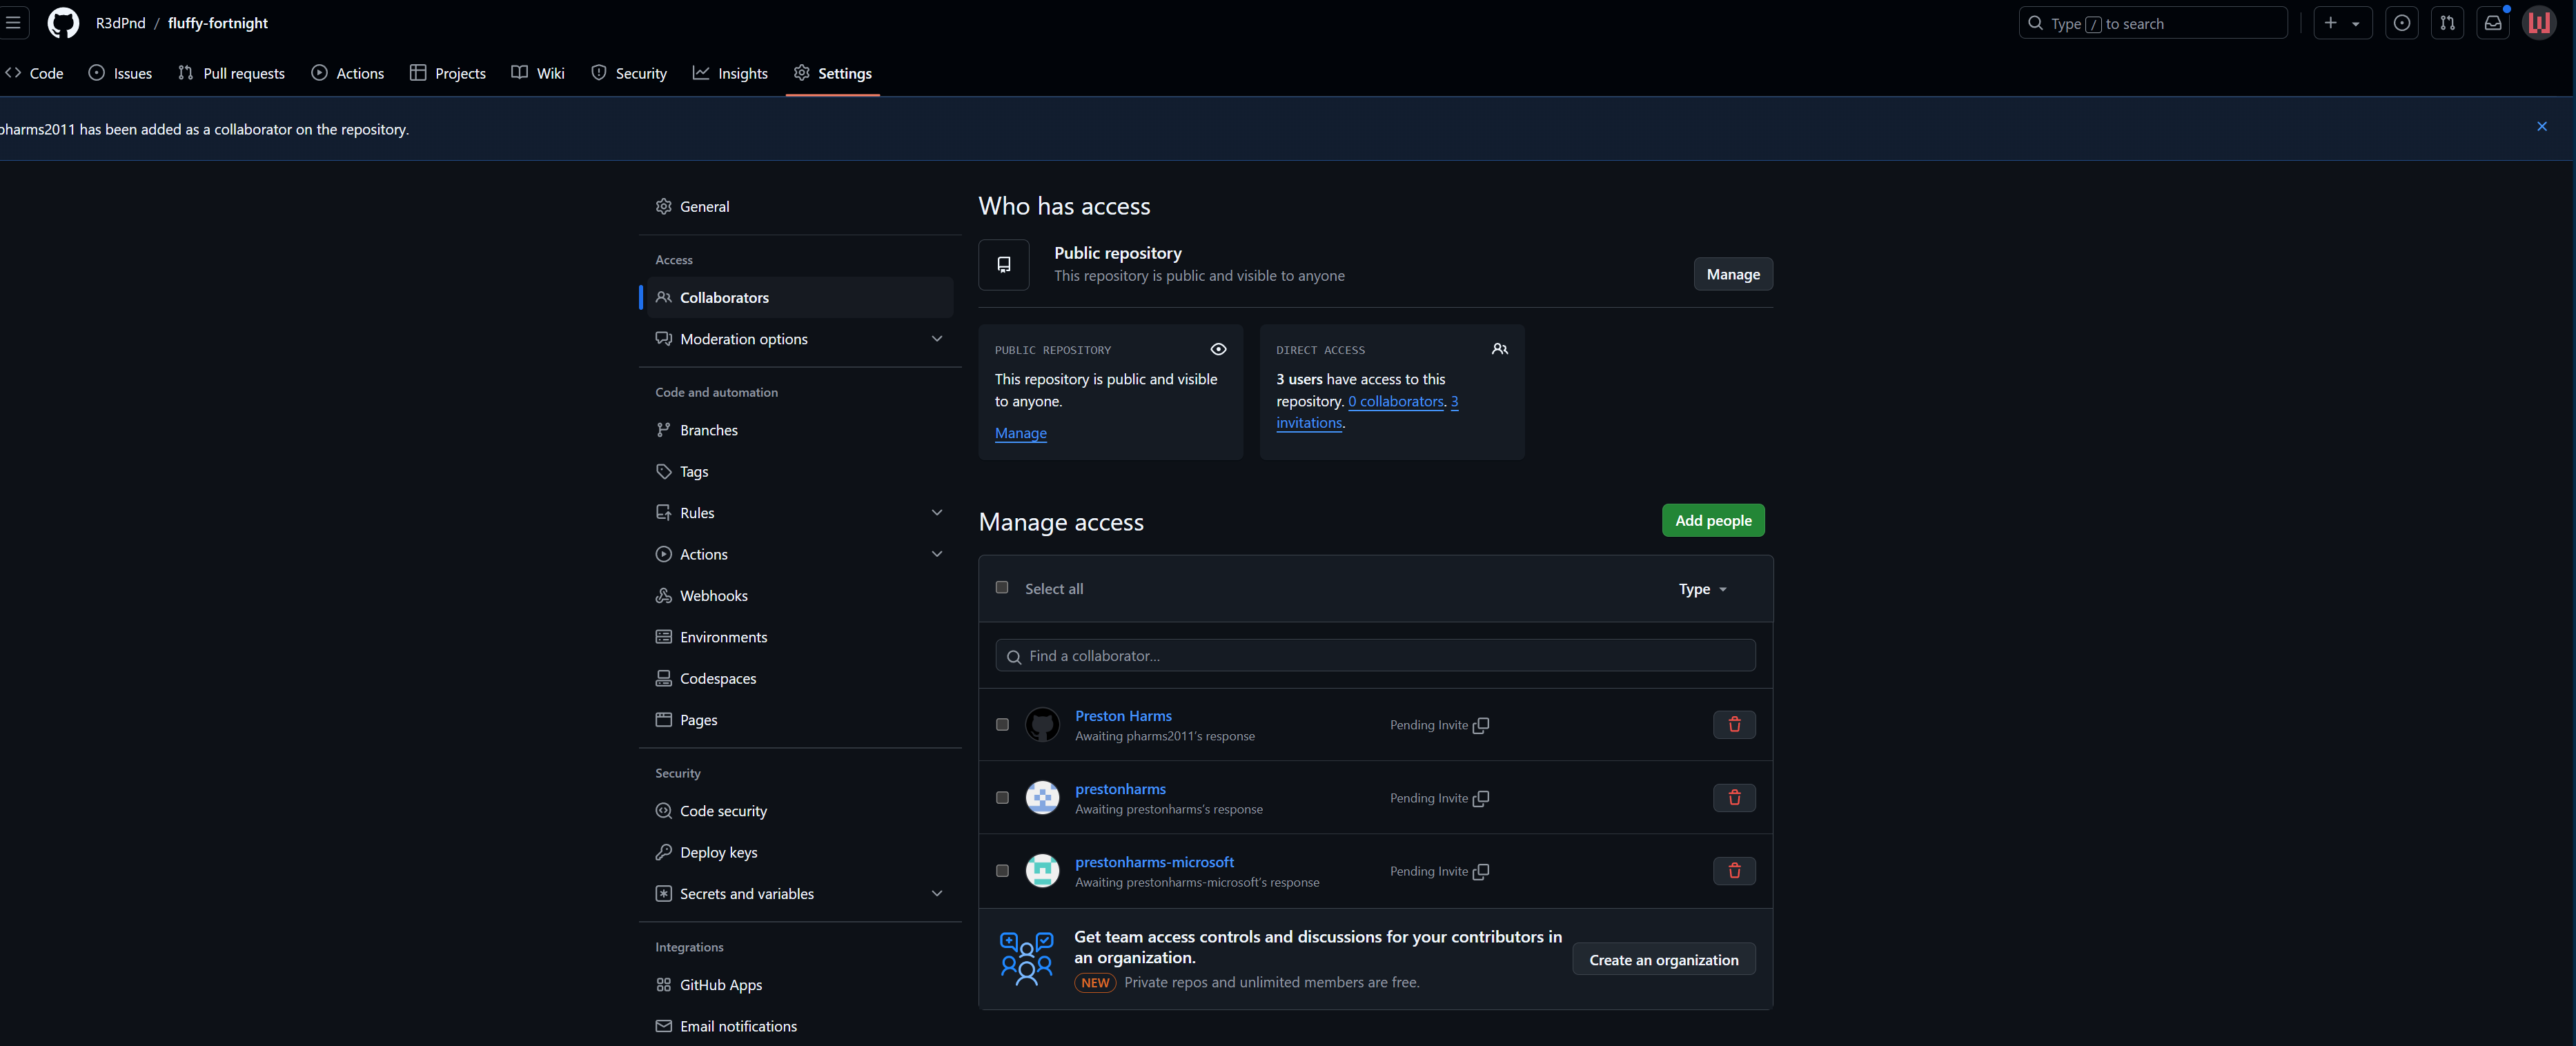 R3dPnd / fluffy-fortnight
Type / to search
Code Issues Pull requests Actions Projects Wiki Security Insights Settings
pharms2011 has been added as a collaborator on the repository.
General
Access
Collaborators
Moderation options
Code and automation
Branches
Tags
Rules
Actions
Webhooks
Environments
Codespaces
Pages
Security
Code security
Deploy keys
Secrets and variables
Integrations
GitHub Apps
Email notifications
Who has access
Public repository
This repository is public and visible to anyone
Manage
PUBLIC REPOSITORY
This repository is public and visible
to anyone.
Manage
DIRECT ACCESS
3 users have access to this
repository. 0 collaborators. 3
invitations.
Manage access
Add people
Select all
Type
Find a collaborator...
Preston Harms
Awaiting pharms2011's response
Pending Invite
prestonharms
Awaiting prestonharms's response
Pending Invite
prestonharms-microsoft
Awaiting prestonharms-microsoft's response
Pending Invite
Get team access controls and discussions for your contributors in
an organization.
NEW Private repos and unlimited members are free.
Create an organization